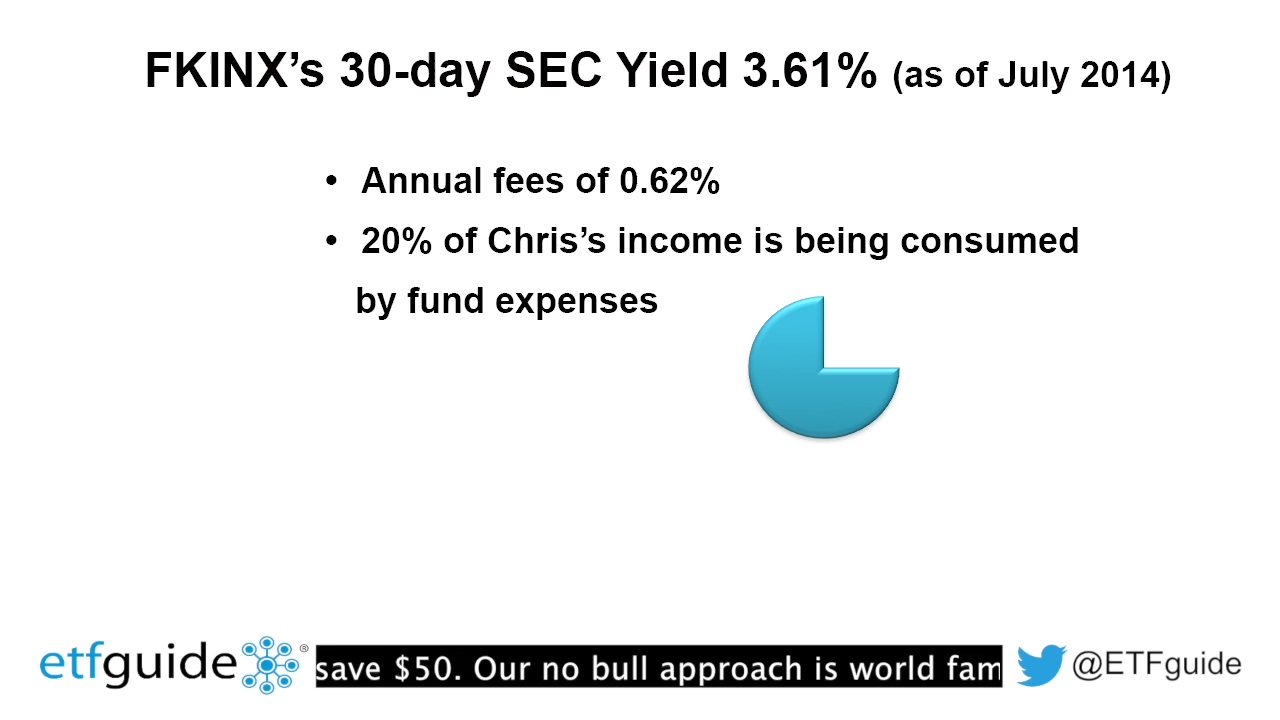 FKINX’s 30-day SEC Yield 3.61% (as of July 2014)
• Annual fees of 0.62%
• 20% of Chris’s income is being consumed
by fund expenses
etfguide®
save $50. Our no bull approach is world fam
@ETFguide